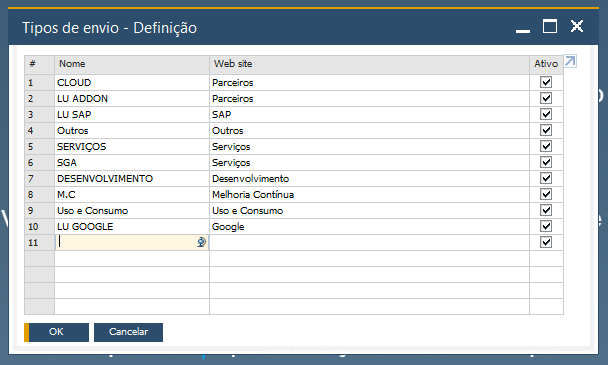 Tipos de envio - Definição
# Nome Web site Ativo
1 CLOUD Parceiros
2 LU ADDON Parceiros
3 LU SAP SAP
4 Outros Outros
5 SERVIÇOS Serviços
6 SGA Serviços
7 DESENVOLVIMENTO Desenvolvimento
8 M.C Melhoria Contínua
9 Uso e Consumo Uso e Consumo
10 LU GOOGLE Google
11
OK Cancelar